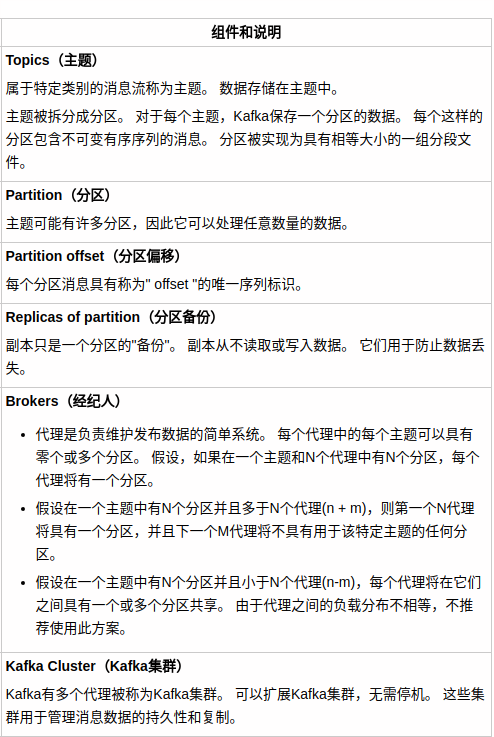 组件和说明
Topics（主题）
属于特定类别的消息流称为主题。 数据存储在主题中。
主题被拆分成分区。 对于每个主题，Kafka保存一个分区的数据。 每个这样的
分区包含不可变有序序列的消息。 分区被实现为具有相等大小的一组分段文
件。
Partition（分区）
主题可能有许多分区，因此它可以处理任意数量的数据。
Partition offset（分区偏移）
每个分区消息具有称为" offset "的唯一序列标识。
Replicas of partition（分区备份）
副本只是一个分区的"备份"。 副本从不读取或写入数据。 它们用于防止数据丢
失。
Brokers（经纪人）
• 代理是负责维护发布数据的简单系统。 每个代理中的每个主题可以具有
零个或多个分区。 假设，如果在一个主题和N个代理中有N个分区，每个
代理将有一个分区。
• 假设在一个主题中有N个分区并且多于N个代理(n + m)，则第一个N代理
将具有一个分区，并且下一个M代理将不具有用于该特定主题的任何分
区。
• 假设在一个主题中有N个分区并且小于N个代理(n-m)，每个代理将在它们
之间具有一个或多个分区共享。 由于代理之间的负载分布不相等，不推
荐使用此方案。
Kafka Cluster（Kafka集群）
Kafka有多个代理被称为Kafka集群。 可以扩展Kafka集群，无需停机。 这些集
群用于管理消息数据的持久性和复制。